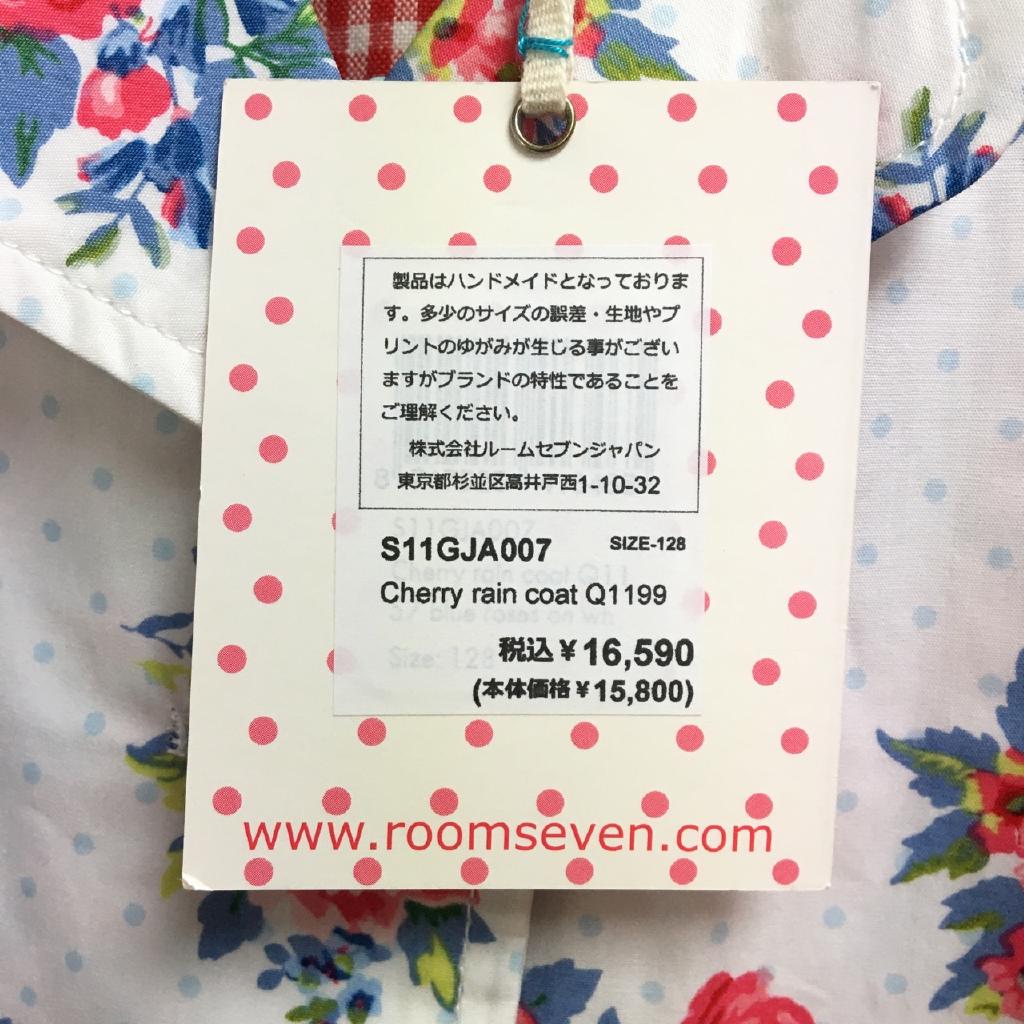 製品はハンドメイドとなっておりま
す。多少のサイズの誤差・生地やプ
リントのゆがみが生じる事がござい
ますがブランドの特性であることを
ご理解ください。
株式会社ルームセブンジャパン
東京都杉並区高井戸西1-10-32
S11GJA007 SIZE-128
Cherry rain coat Q1199
税込¥16,590
(本体価格¥15,800)
www.roomseven.com